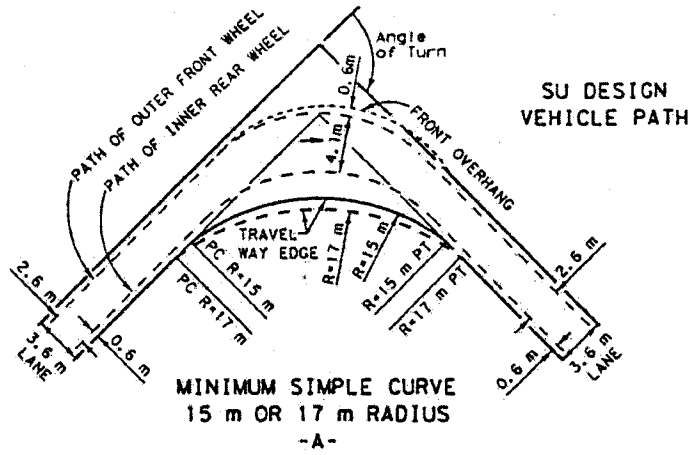 Angle
of Turn
0.6m
SU DESIGN
VEHICLE PATH
PATH OF OUTER FRONT WHEEL
PATH OF INNER REAR WHEEL
FRONT OVERHANG
4.1m
TRAVEL
WAY EDGE
R=17 m
R=15 m
PC R=15 m
PC R=17 m
R=15 m PT
R=17 m PT
2.6 m
3.6 m
LANE
0.6 m
2.6 m
0.6 m
3.6 m
LANE
MINIMUM SIMPLE CURVE
15 m OR 17 m RADIUS
-A-